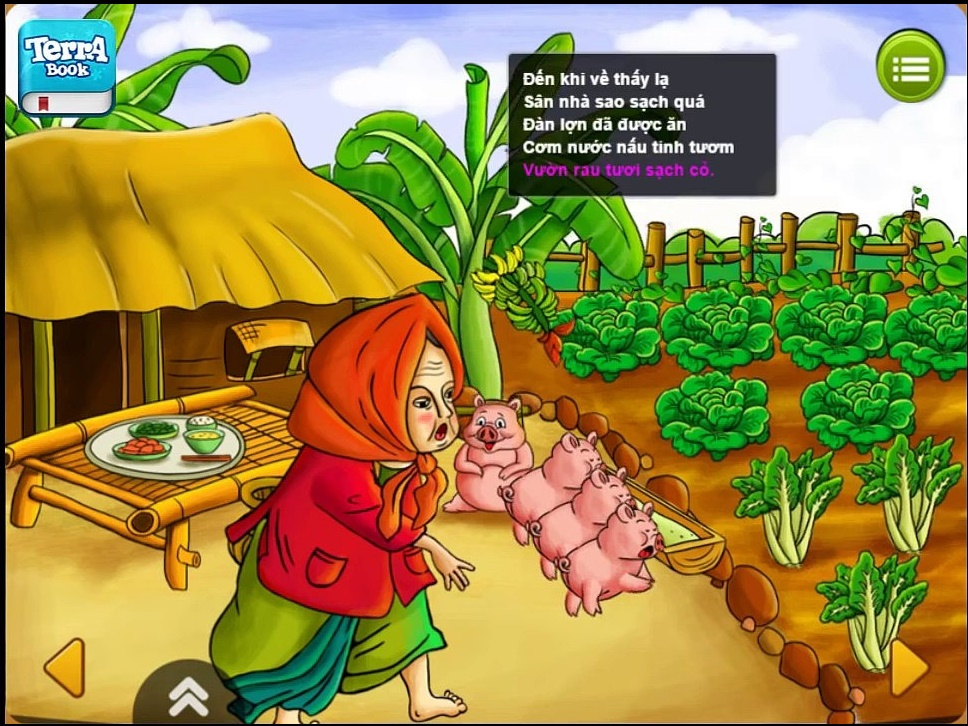 TerrA
BOOK
Đến khi về thấy lạ
Sân nhà sao sạch quá
Đàn lợn đã được ăn
Cơm nước nấu tinh tươm
Vườn rau tươi sạch cỏ.